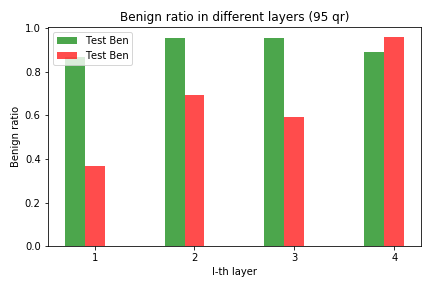 Benign ratio in different layers (95 qr)
Test Ben
Test Ben
1.0
0.8
0.6
0.4
0.2
0.0
Benign ratio
1 2 3 4
l-th layer